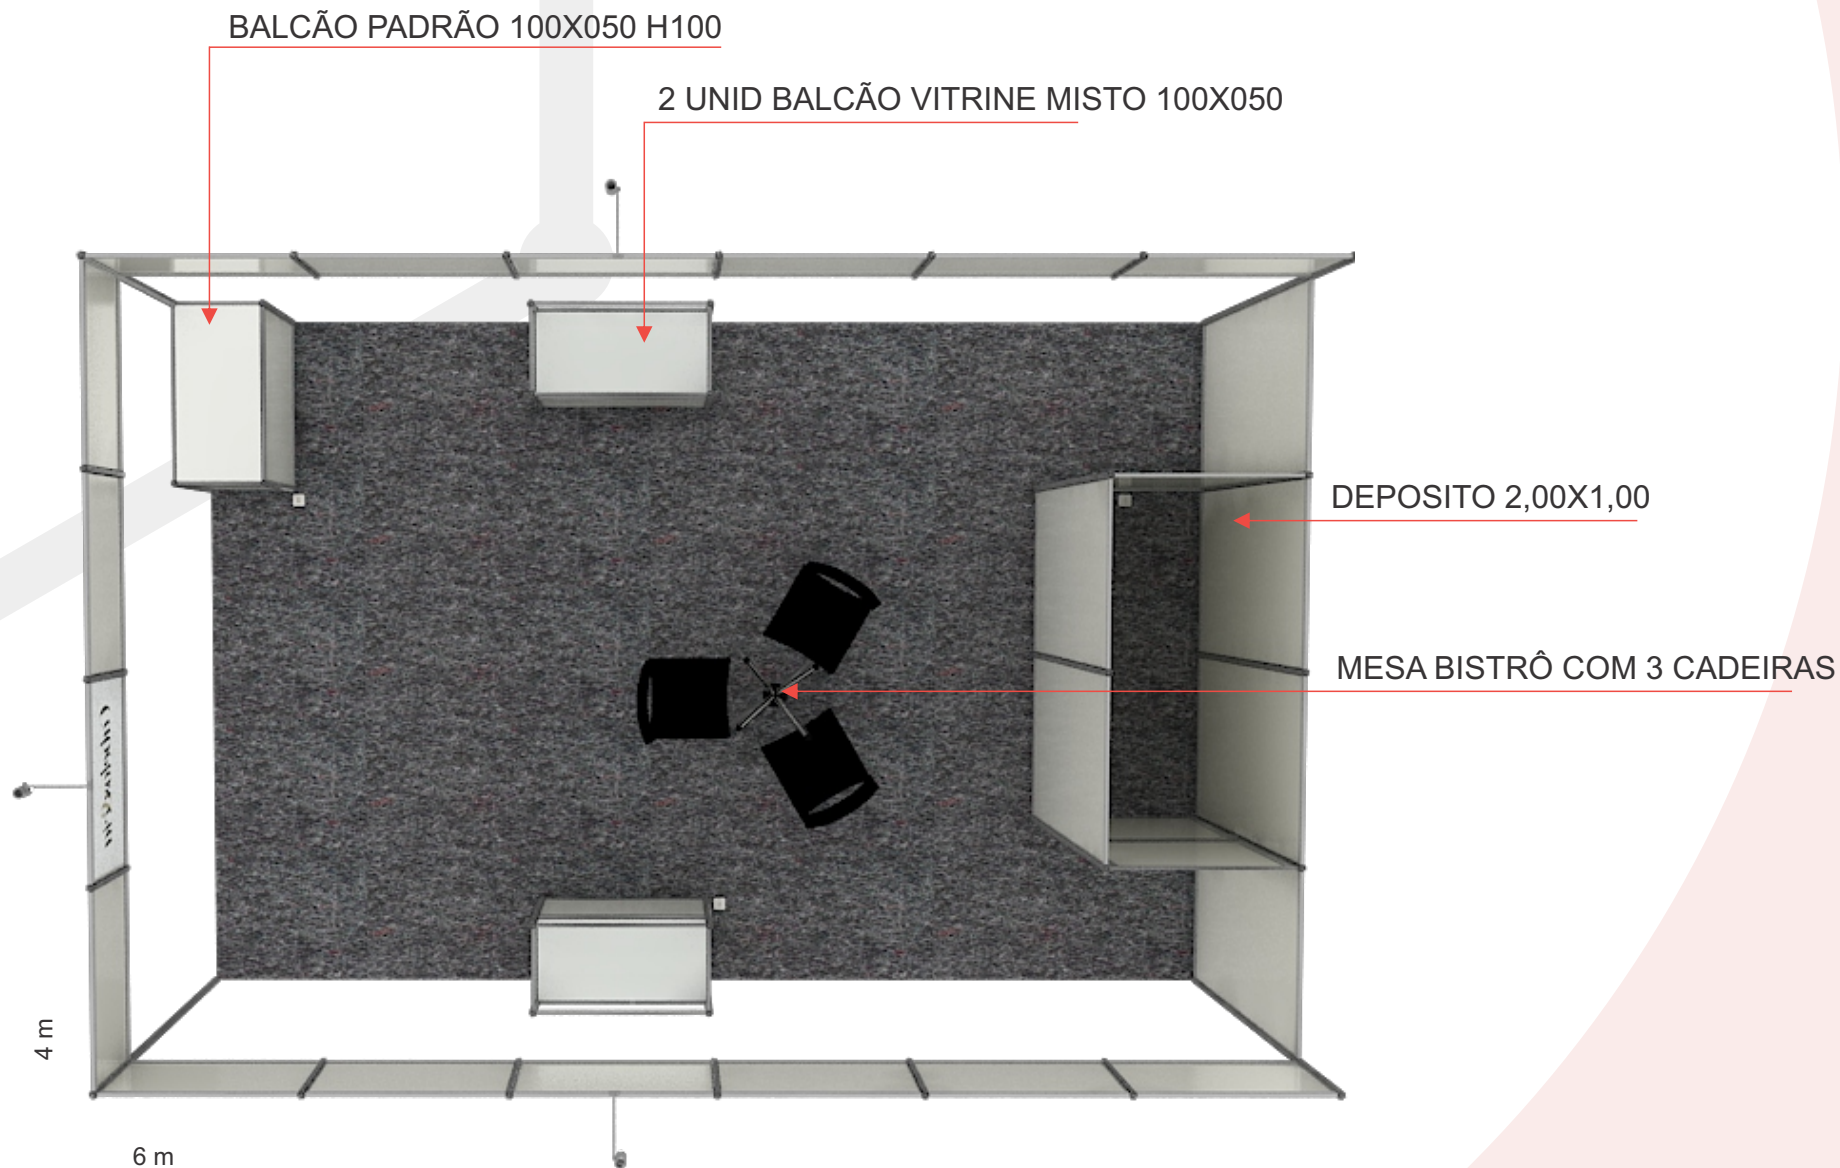 BALCÃO PADRÃO 100X050 H100
2 UNID BALCÃO VITRINE MISTO 100X050
DEPOSITO 2,00X1,00
MESA BISTRÔ COM 3 CADEIRAS
4 m
6 m